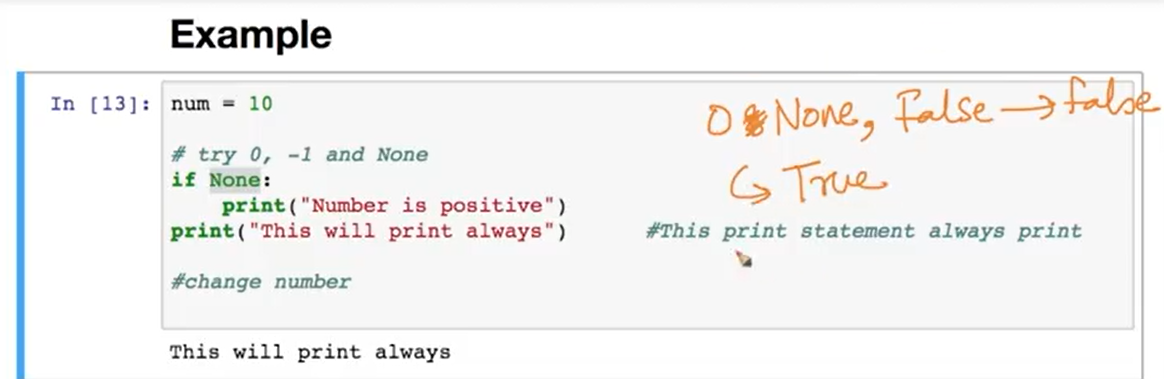 Example
In [13]: num = 10
0 None, False → False
# try 0, -1 and None
if None:
↳ True
print("Number is positive")
print("This will print always") #This print statement always print
#change number
This will print always